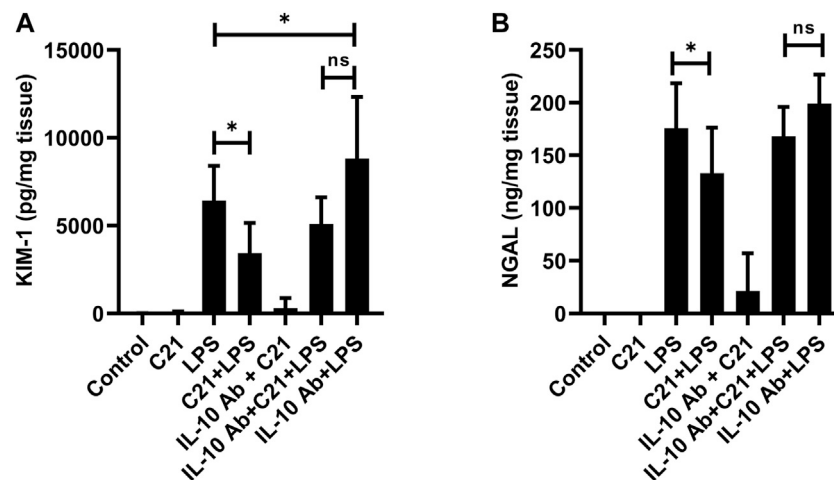 A
KIM-1 (pg/mg tissue)
15000
10000
5000
0
*
*
ns
Control
C21
LPS
C21+LPS
IL-10 Ab + C21
IL-10 Ab+C21+LPS
IL-10 Ab+LPS
B
NGAL (ng/mg tissue)
250
200
150
100
50
0
*
ns
Control
C21
LPS
C21+LPS
IL-10 Ab + C21
IL-10 Ab+C21+LPS
IL-10 Ab+LPS